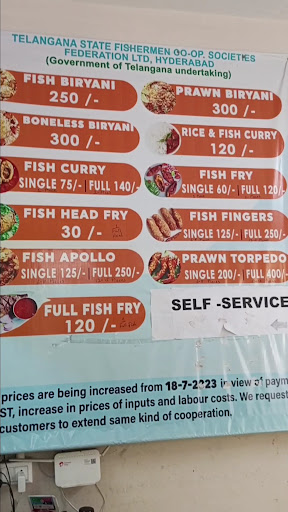 TELANGANA STATE FISHERMEN CO-OP. SOCIETIES
FEDERATION LTD, HYDERABAD
(Government of Telangana undertaking)
FISH BIRYANI
250 /-
PRAWN BIRYANI
300 /-
BONELESS BIRYANI
300 /-
RICE & FISH CURRY
120 /-
FISH CURRY
SINGLE 75/- FULL 140/-
FISH FRY
SINGLE 60/- FULL 120/-
FISH HEAD FRY
30 /-
FISH FINGERS
SINGLE 125/- FULL 250/-
FISH APOLLO
SINGLE 125/- FULL 250/-
PRAWN TORPEDO
SINGLE 200/- FULL 400/-
FULL FISH FRY
120 /-
SELF -SERVICE
prices are being increased from 18-7-2023 in view of paym
ST, increase in prices of inputs and labour costs. We request
customers to extend same kind of cooperation.